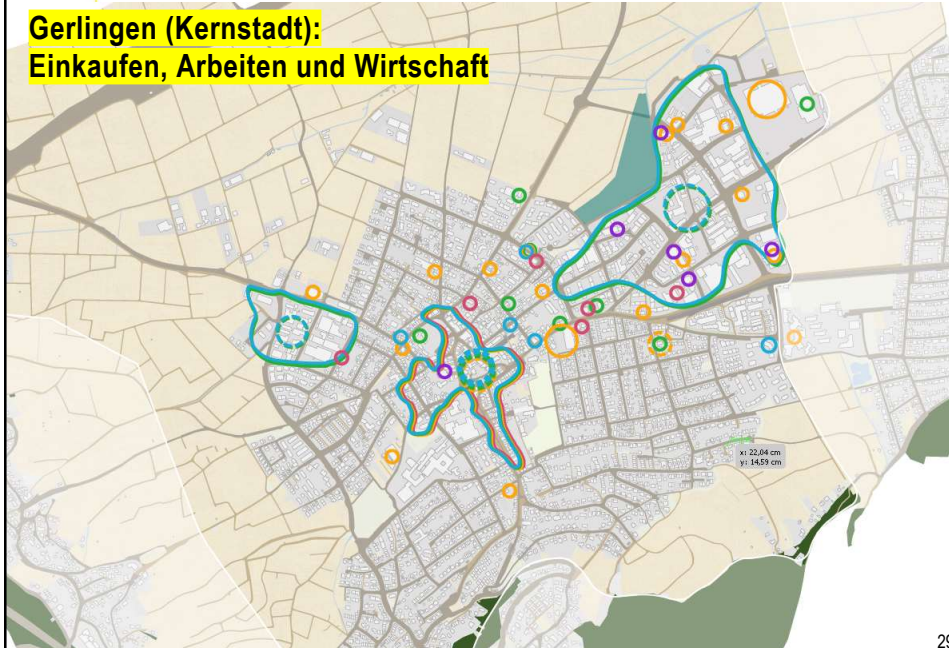 Gerlingen (Kernstadt):
Einkaufen, Arbeiten und Wirtschaft
x: 22,04 cm
y: 14,59 cm
29